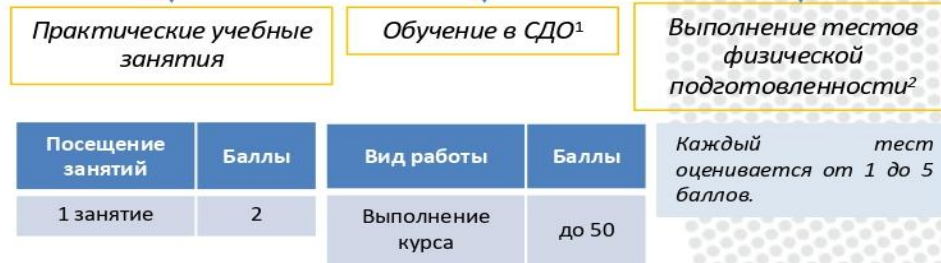 Практические учебные
занятия
Обучение в СДО¹
Выполнение тестов
физической
подготовленности²
Посещение
занятий
Баллы
1 занятие
2
Вид работы
Баллы
Выполнение
курса
до 50
Каждый тест
оценивается от 1 до 5
баллов.